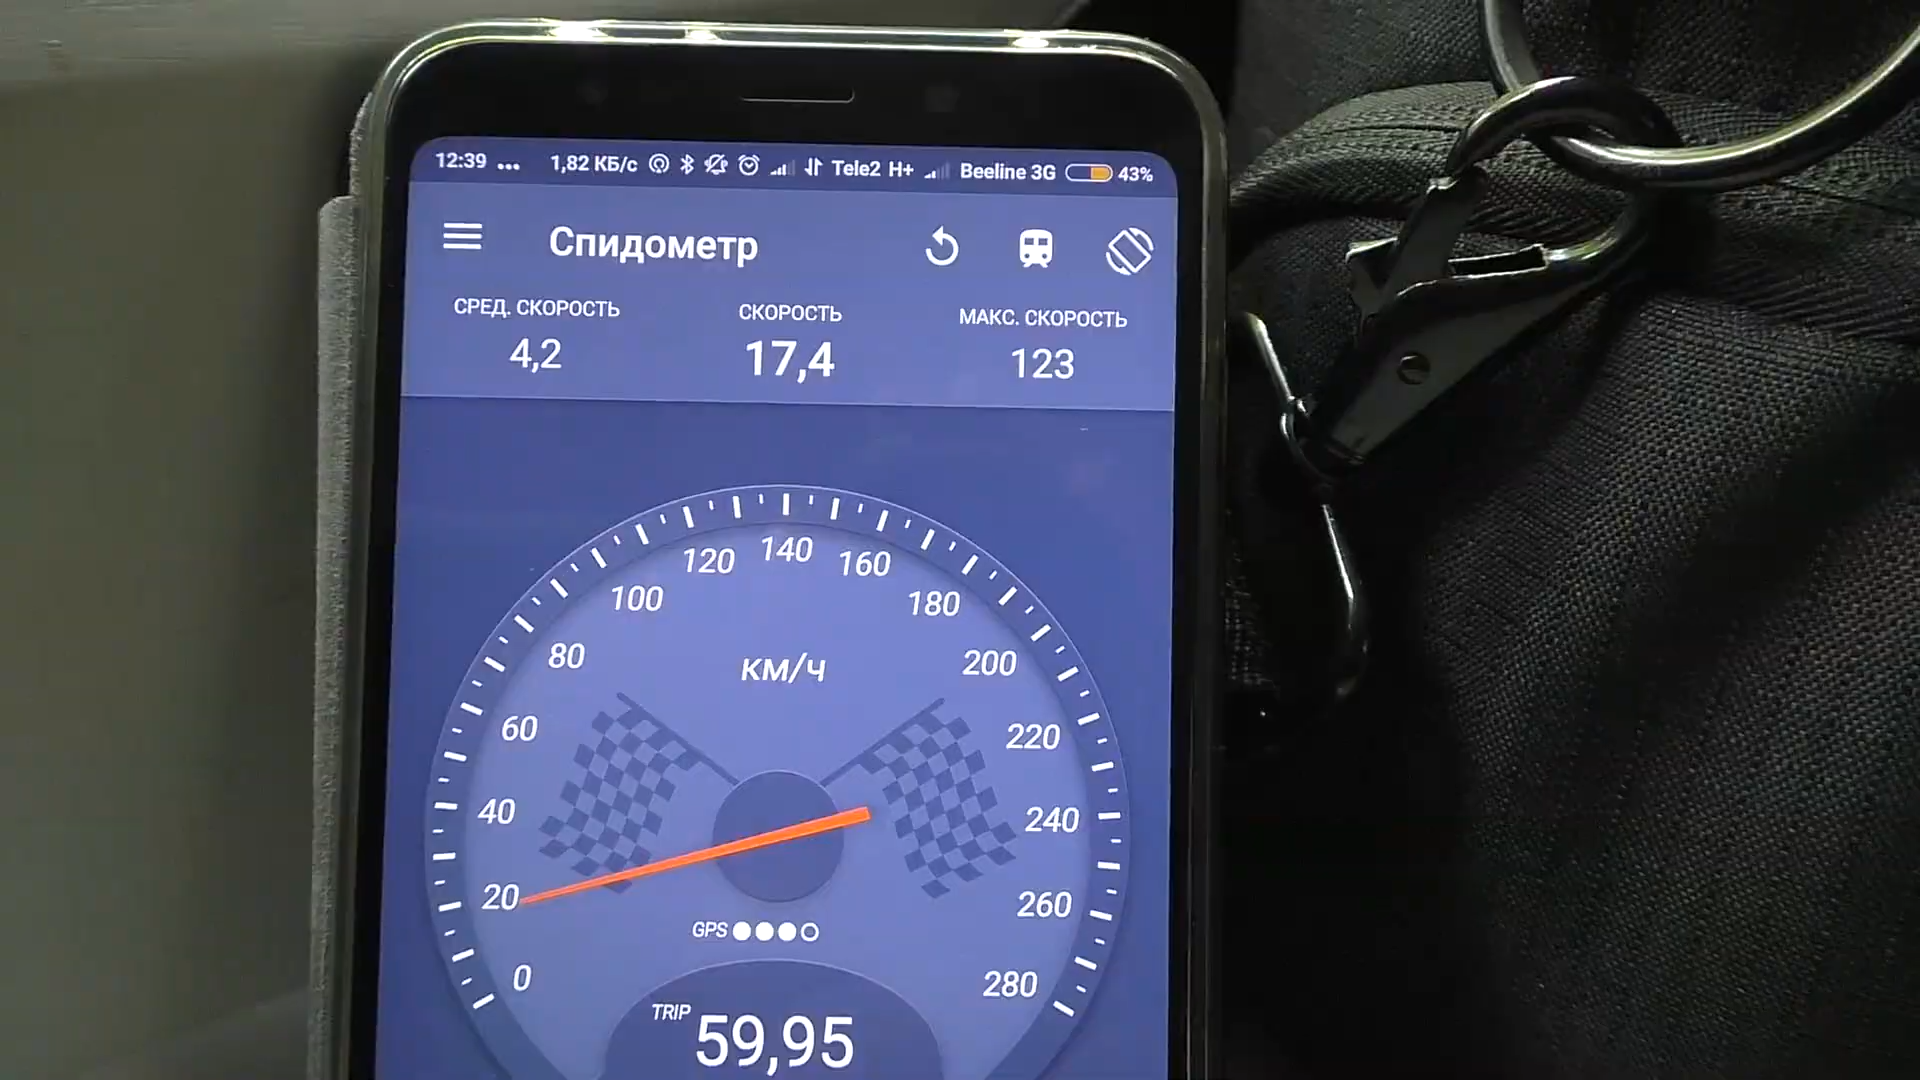 12:39 ... 1,82 КБ/с Tele2 H+ Beeline 3G 43%
Спидометр
СРЕД. СКОРОСТЬ СКОРОСТЬ МАКС. СКОРОСТЬ
4,2 17,4 123
120 140 160
100 180
80 КМ/Ч 200
60 220
40 240
20 260
GPS
0 280
TRIP 59,95